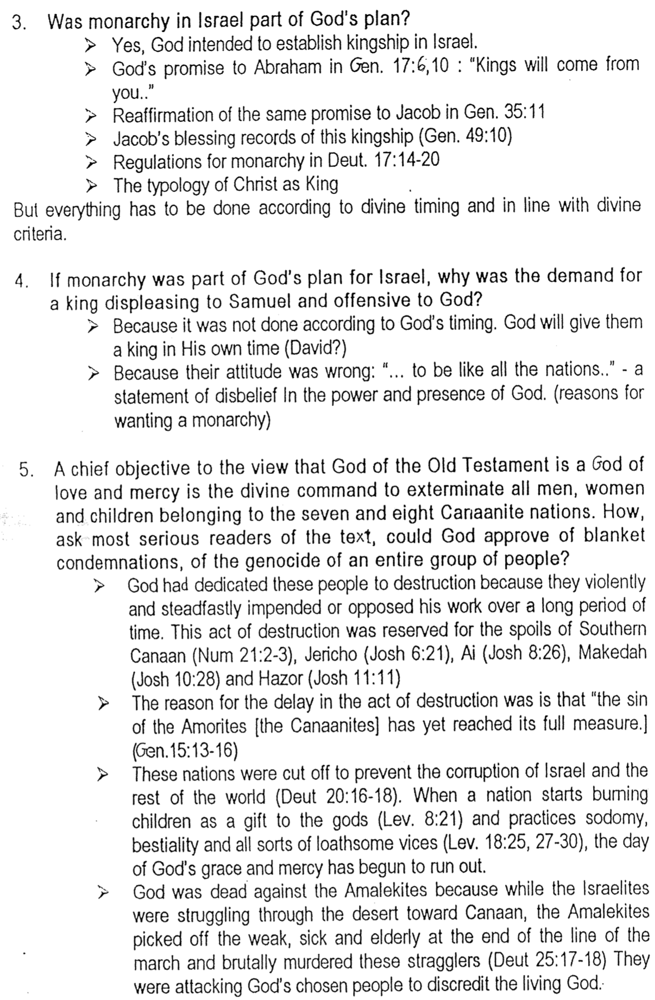 3. Was monarchy in Israel part of God's plan?
➢ Yes, God intended to establish kingship in Israel.
➢ God's promise to Abraham in Gen. 17:6,10 : "Kings will come from
you.."
➢ Reaffirmation of the same promise to Jacob in Gen. 35:11
➢ Jacob's blessing records of this kingship (Gen. 49:10)
➢ Regulations for monarchy in Deut. 17:14-20
➢ The typology of Christ as King
But everything has to be done according to divine timing and in line with divine
criteria.
4. If monarchy was part of God's plan for Israel, why was the demand for
a king displeasing to Samuel and offensive to God?
➢ Because it was not done according to God's timing. God will give them
a king in His own time (David?)
➢ Because their attitude was wrong: "... to be like all the nations.." - a
statement of disbelief In the power and presence of God. (reasons for
wanting a monarchy)
5. A chief objective to the view that God of the Old Testament is a God of
love and mercy is the divine command to exterminate all men, women
and children belonging to the seven and eight Canaanite nations. How,
ask most serious readers of the text, could God approve of blanket
condemnations, of the genocide of an entire group of people?
➢ God had dedicated these people to destruction because they violently
and steadfastly impended or opposed his work over a long period of
time. This act of destruction was reserved for the spoils of Southern
Canaan (Num 21:2-3), Jericho (Josh 6:21), Ai (Josh 8:26), Makedah
(Josh 10:28) and Hazor (Josh 11:11)
➢ The reason for the delay in the act of destruction was is that "the sin
of the Amorites [the Canaanites] has yet reached its full measure.]
(Gen.15:13-16)
➢ These nations were cut off to prevent the corruption of Israel and the
rest of the world (Deut 20:16-18). When a nation starts burning
children as a gift to the gods (Lev. 8:21) and practices sodomy,
bestiality and all sorts of loathsome vices (Lev. 18:25, 27-30), the day
of God's grace and mercy has begun to run out.
➢ God was dead against the Amalekites because while the Israelites
were struggling through the desert toward Canaan, the Amalekites
picked off the weak, sick and elderly at the end of the line of the
march and brutally murdered these stragglers (Deut 25:17-18) They
were attacking God's chosen people to discredit the living God.